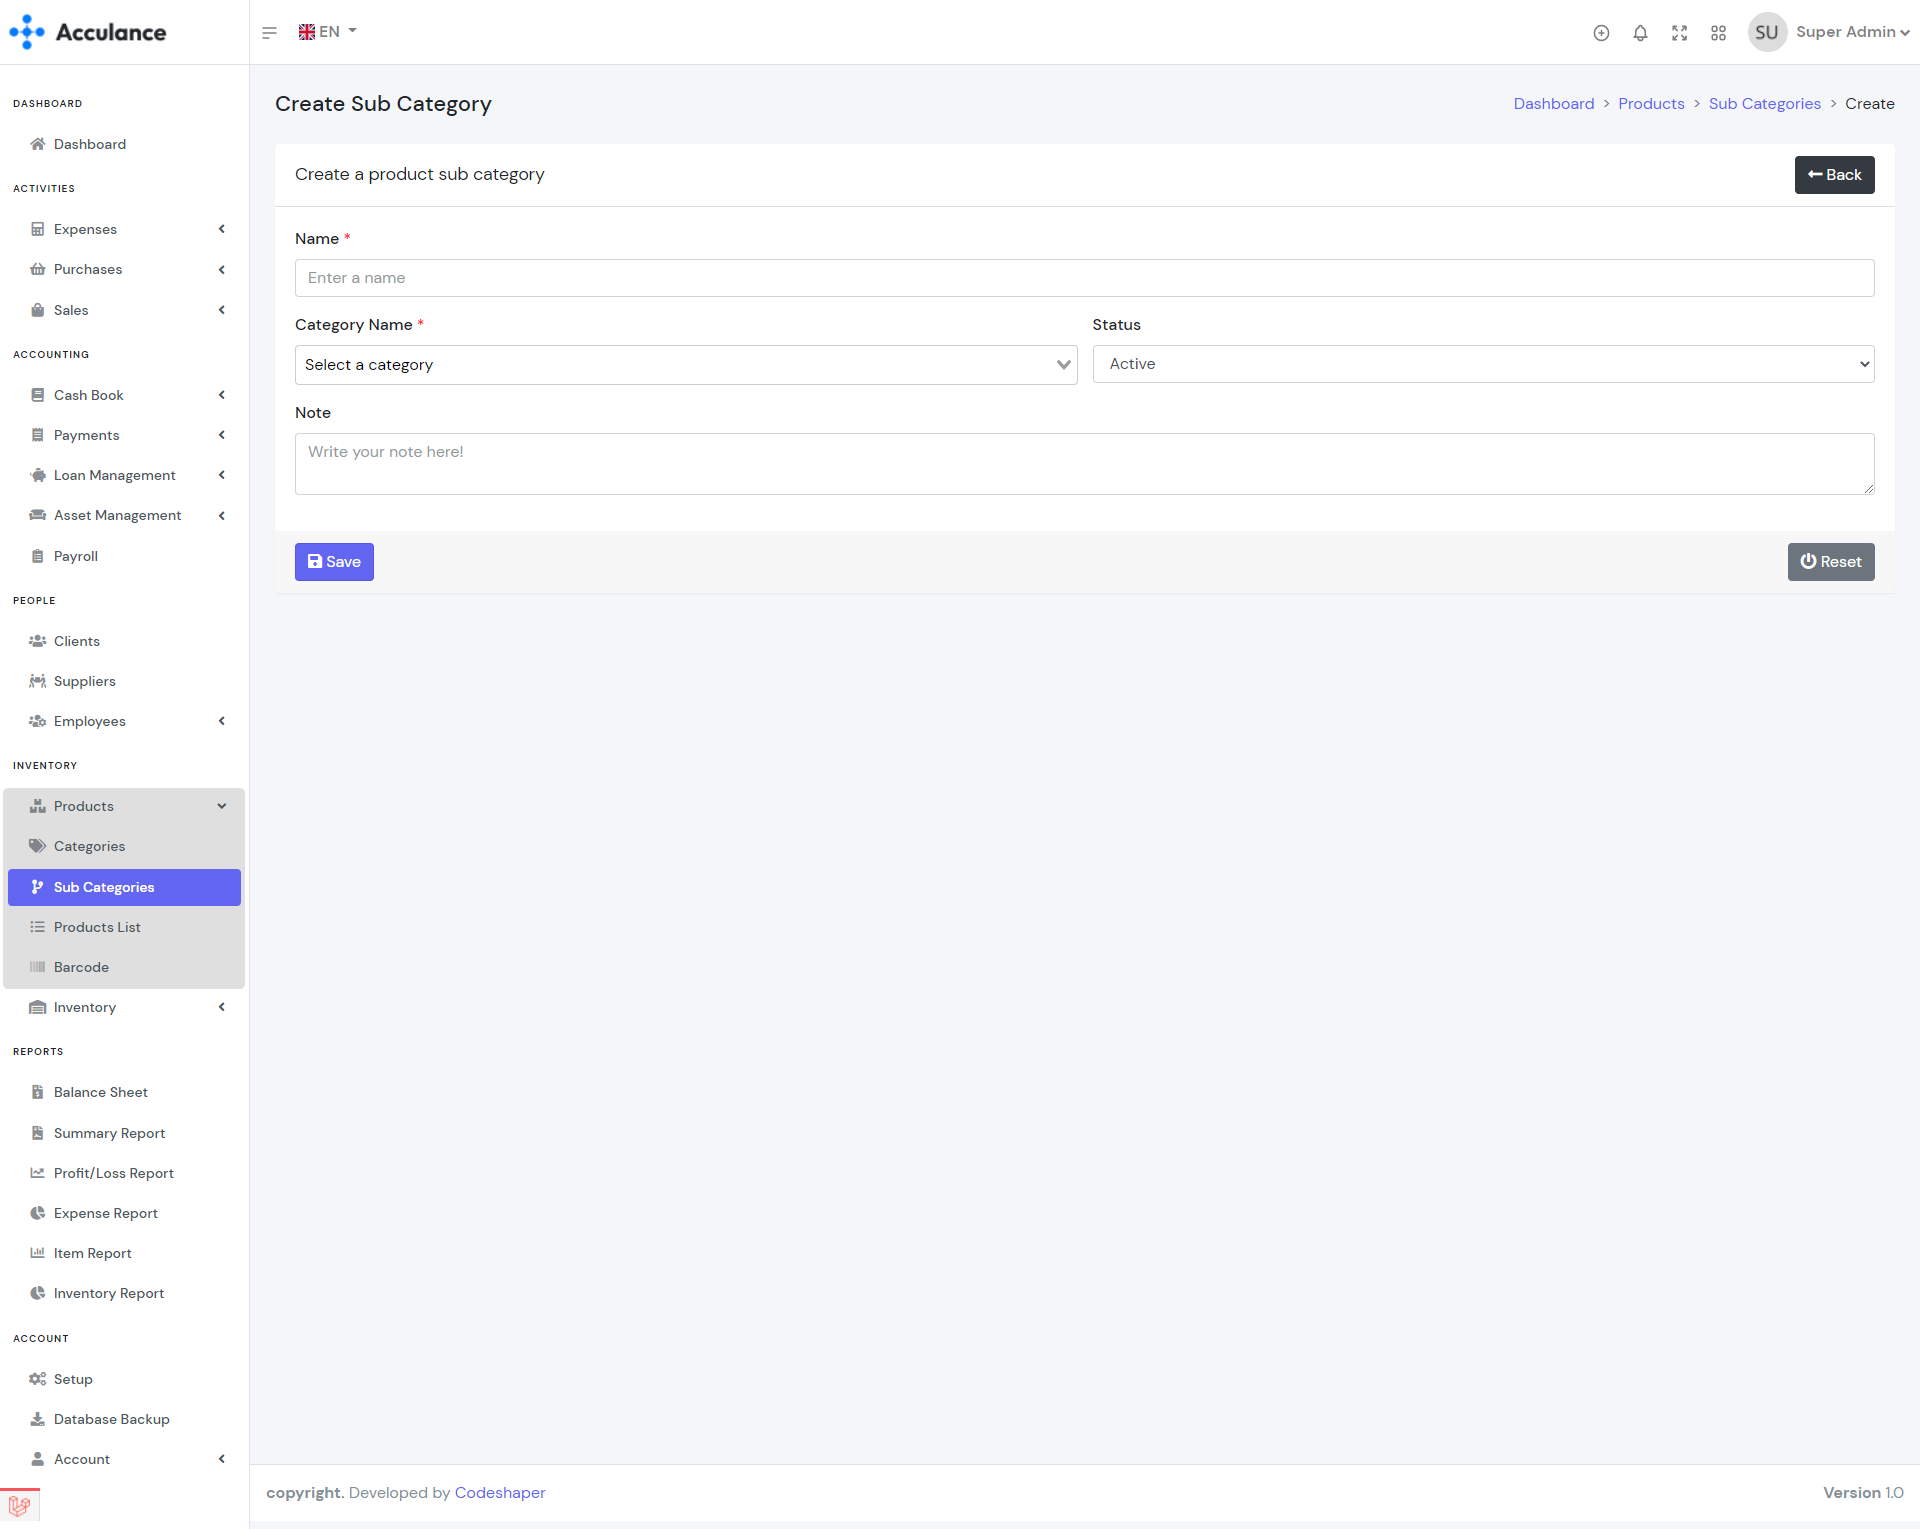 Acculance
EN
SU
Super Admin
DASHBOARD
Dashboard
ACTIVITIES
Expenses
Purchases
Sales
ACCOUNTING
Cash Book
Payments
Loan Management
Asset Management
Payroll
PEOPLE
Clients
Suppliers
Employees
INVENTORY
Products
Categories
Sub Categories
Products List
Barcode
Inventory
REPORTS
Balance Sheet
Summary Report
Profit/Loss Report
Expense Report
Item Report
Inventory Report
ACCOUNT
Setup
Database Backup
Account
Create Sub Category
Dashboard > Products > Sub Categories > Create
Create a product sub category
Back
Name *
Enter a name
Category Name *
Select a category
Status
Active
Note
Write your note here!
Save
Reset
copyright. Developed by Codeshaper
Version 1.0